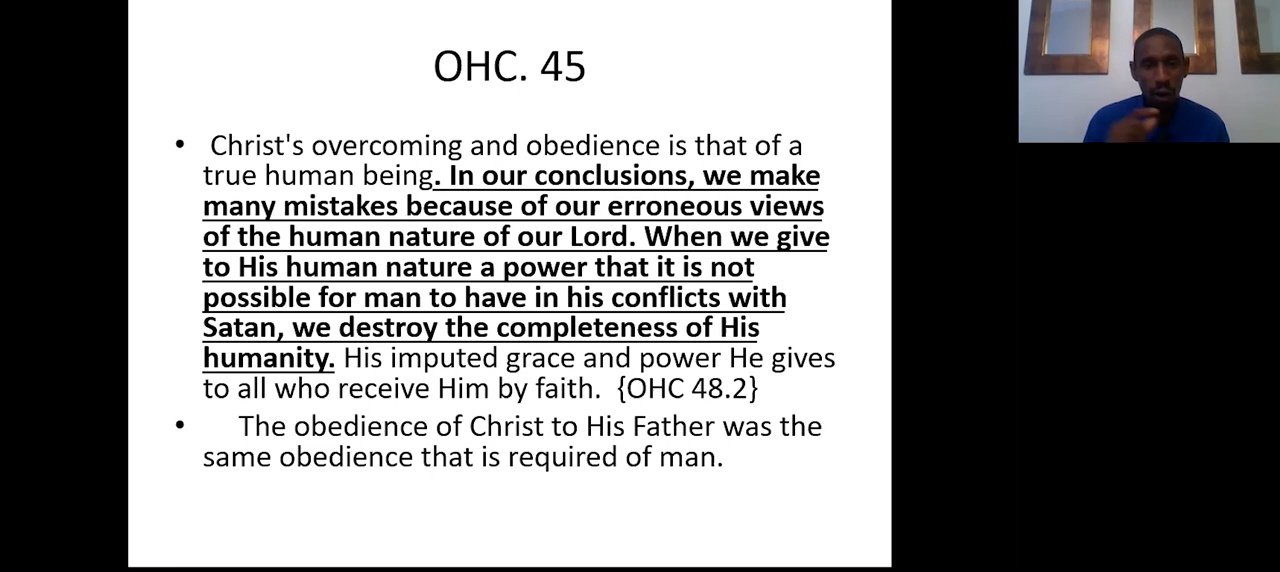 OHC. 45
• Christ's overcoming and obedience is that of a
true human being. In our conclusions, we make
many mistakes because of our erroneous views
of the human nature of our Lord. When we give
to His human nature a power that it is not
possible for man to have in his conflicts with
Satan, we destroy the completeness of His
humanity. His imputed grace and power He gives
to all who receive Him by faith. {OHC 48.2}
• The obedience of Christ to His Father was the
same obedience that is required of man.